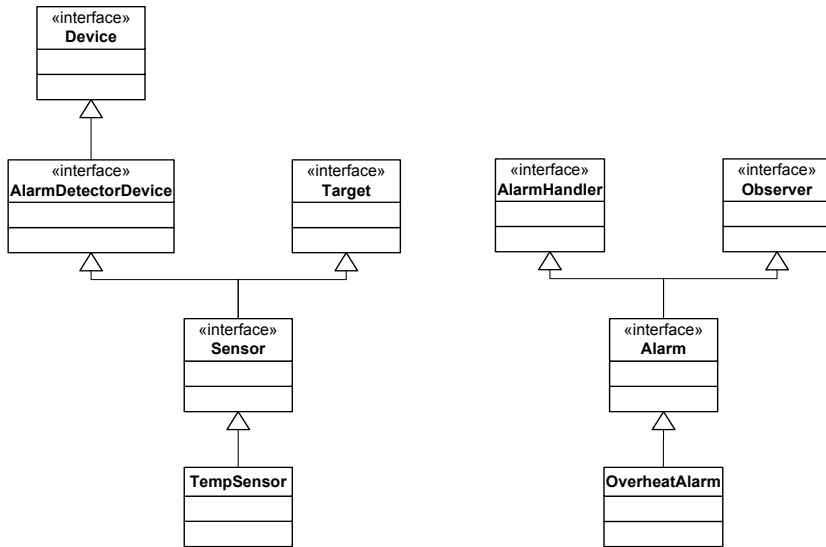 «interface»
Device
«interface»
AlarmDetectorDevice
«interface»
Target
«interface»
AlarmHandler
«interface»
Observer
«interface»
Sensor
«interface»
Alarm
TempSensor
OverheatAlarm